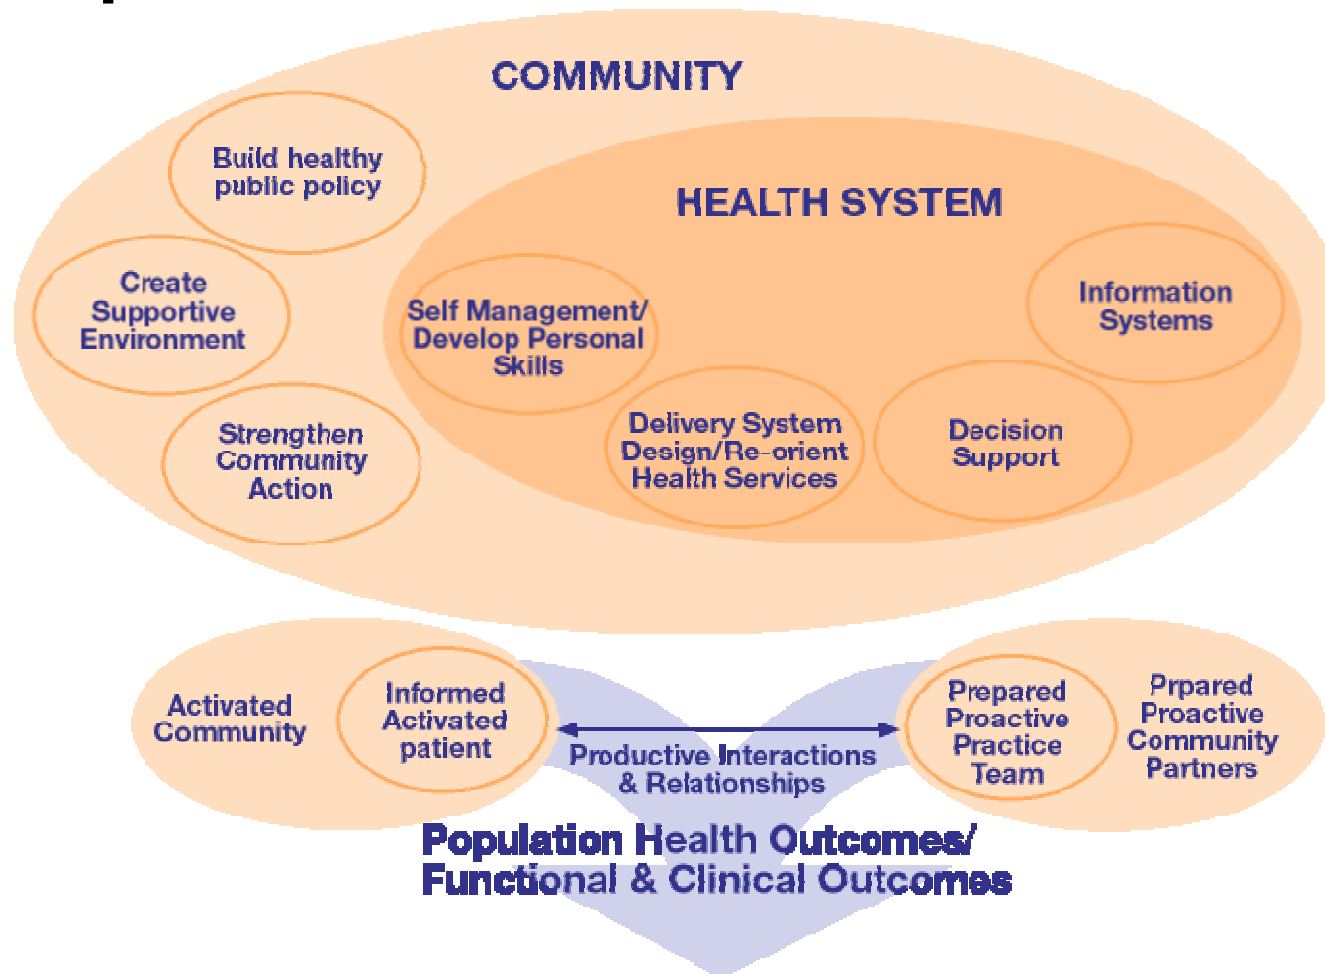 COMMUNITY
Build healthy
public policy
HEALTH SYSTEM
Create
Supportive
Environment
Self Management/
Develop Personal
Skills
Information
Systems
Strengthen
Community
Action
Delivery System
Design/Re-orient
Health Services
Decision
Support
Activated
Community
Informed
Activated
patient
Productive Interactions
& Relationships
Prepared
Proactive
Practice
Team
Prpared
Proactive
Community
Partners
Population Health Outcomes/
Functional & Clinical Outcomes